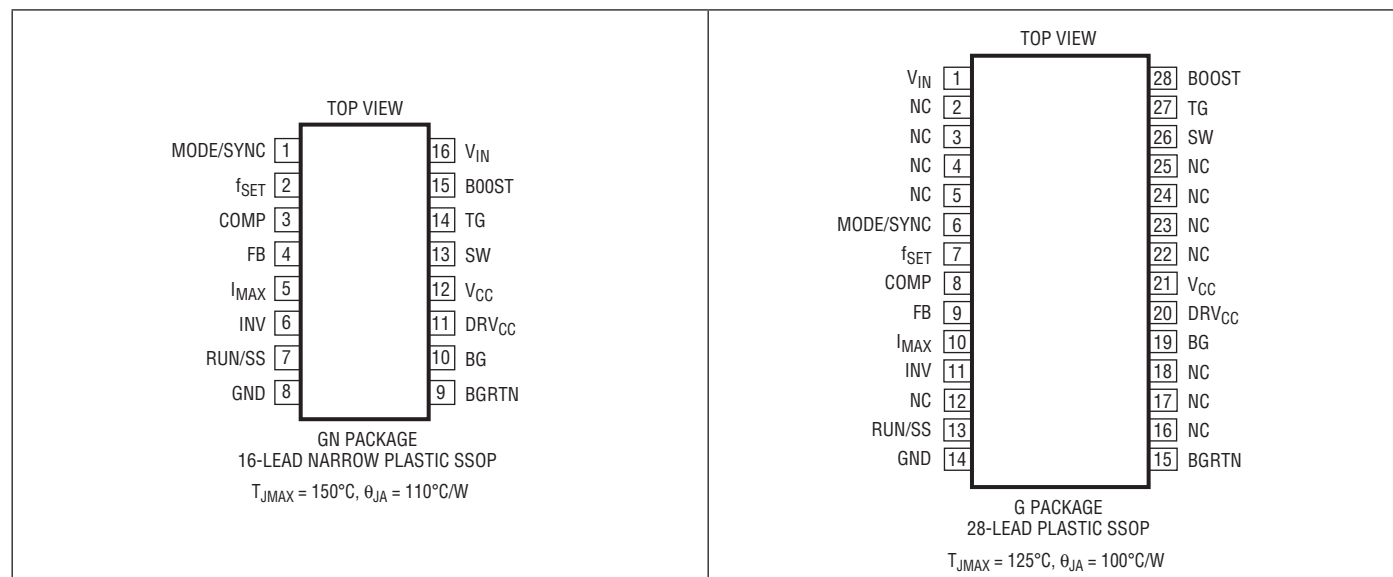 TOP VIEW
MODE/SYNC 1
fSET 2
COMP 3
FB 4
IMAX 5
INV 6
RUN/SS 7
GND 8
16 VIN
15 BOOST
14 TG
13 SW
12 VCC
11 DRVCC
10 BG
9 BGRTN
GN PACKAGE
16-LEAD NARROW PLASTIC SSOP
TJMAX = 150°C, θJA = 110°C/W
TOP VIEW
VIN 1
NC 2
NC 3
NC 4
NC 5
MODE/SYNC 6
fSET 7
COMP 8
FB 9
IMAX 10
INV 11
NC 12
RUN/SS 13
GND 14
28 BOOST
27 TG
26 SW
25 NC
24 NC
23 NC
22 NC
21 VCC
20 DRVCC
19 BG
18 NC
17 NC
16 NC
15 BGRTN
G PACKAGE
28-LEAD PLASTIC SSOP
TJMAX = 125°C, θJA = 100°C/W